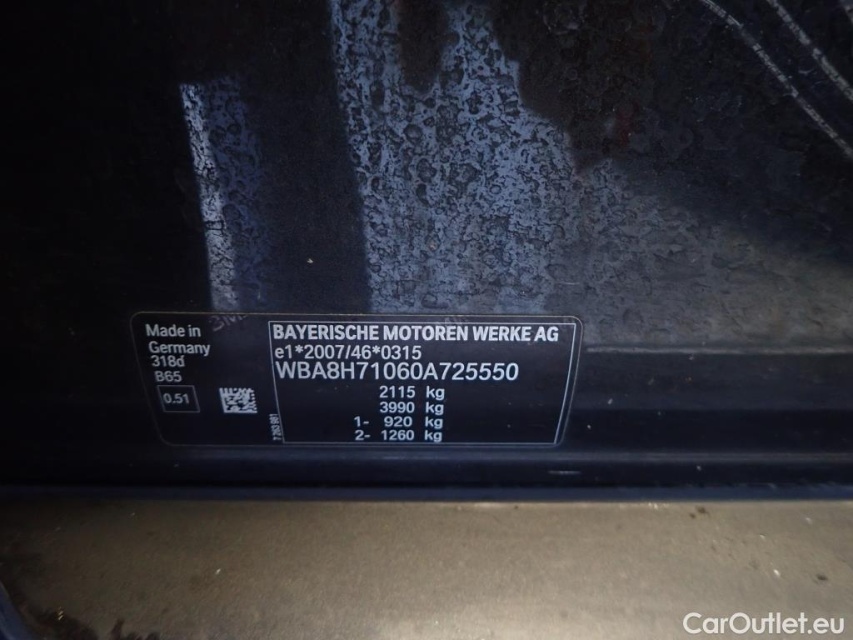 Made in
Germany
318d
B65
0.51
BAYERISCHE MOTOREN WERKE AG
e1*2007/46*0315
WBA8H71060A725550
2115 kg
3990 kg
1- 920 kg
2- 1260 kg
CarOutlet.eu